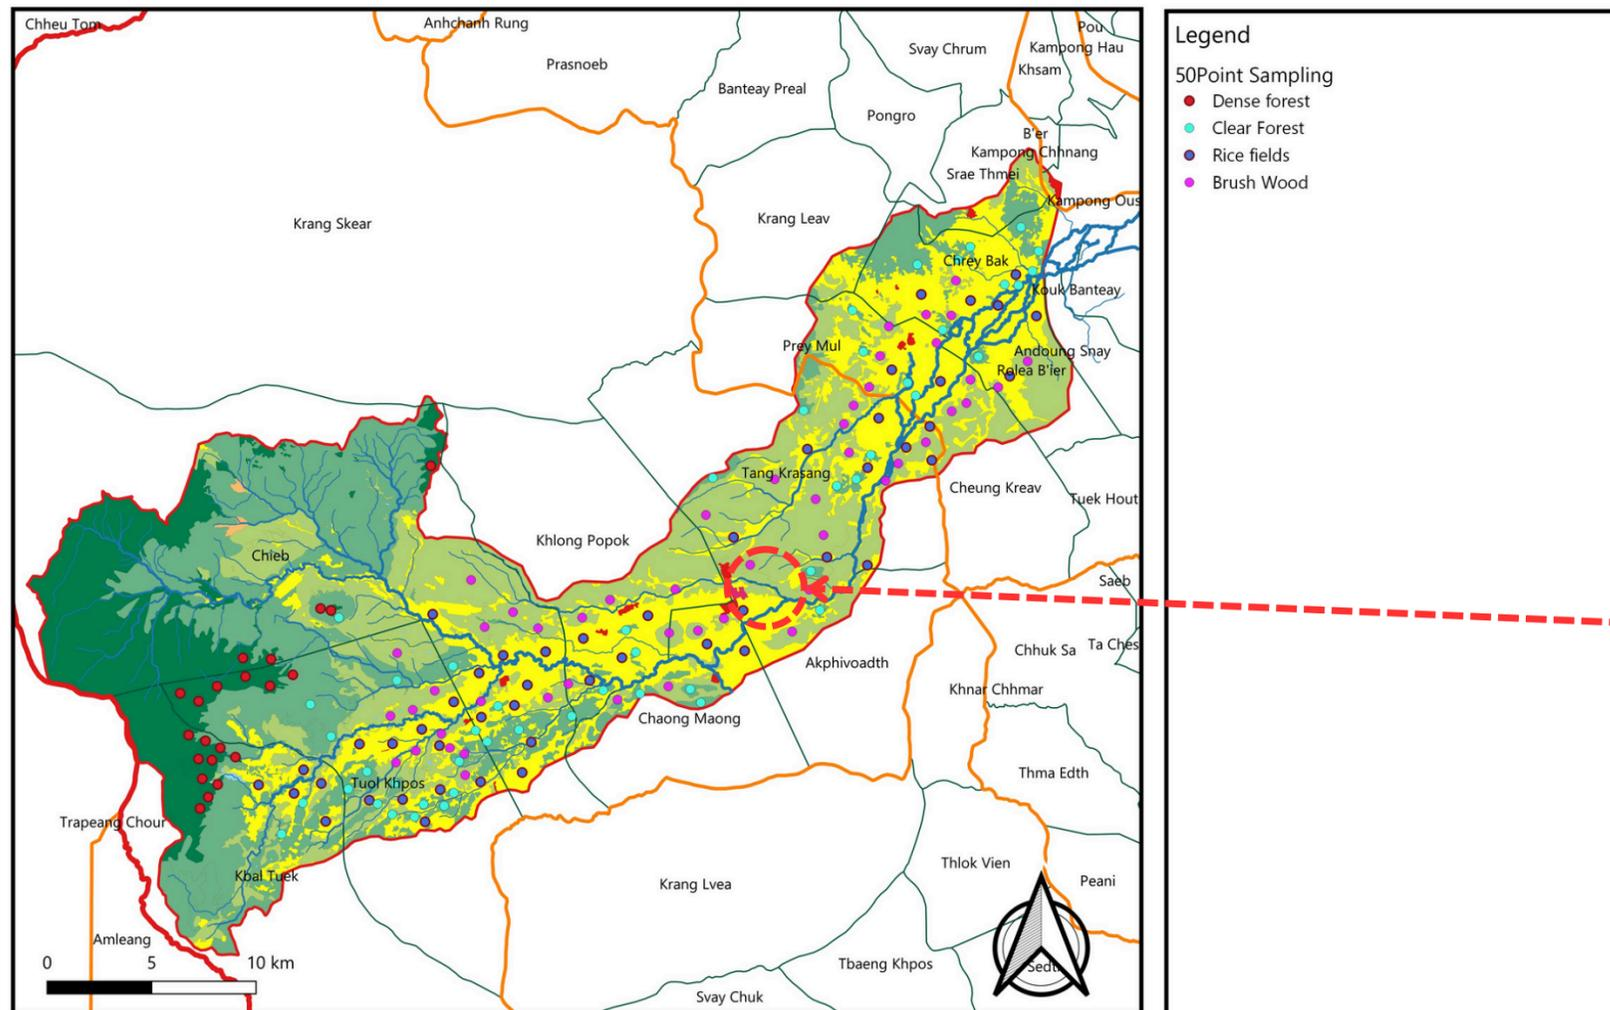 Chheu Tom
Anhchanh Rung
Prasnoeb
Banteay Preal
Svay Chrum
Pou
Kampong Hau
Khsam
Pongro
B'er
Kampong Chhnang
Srae Thmei
Kampong Ous
Krang Skear
Krang Leav
Chrey Bak
Kouk Banteay
Prey Mul
Andoung Snay
Rolea B'ier
Tang Krasang
Cheung Kreav
Tuek Hout
Khlong Popok
Chieb
Saeb
Akphivoadth
Chhuk Sa
Ta Ches
Khnar Chhmar
Chaong Maong
Thma Edth
Tuol Khpos
Trapeang Chour
Thlok Vien
Peani
Kbal Tuek
Krang Lvea
Amleang
0 5 10 km
Tbaeng Khpos
Svay Chuk
Legend
50Point Sampling
Dense forest
Clear Forest
Rice fields
Brush Wood